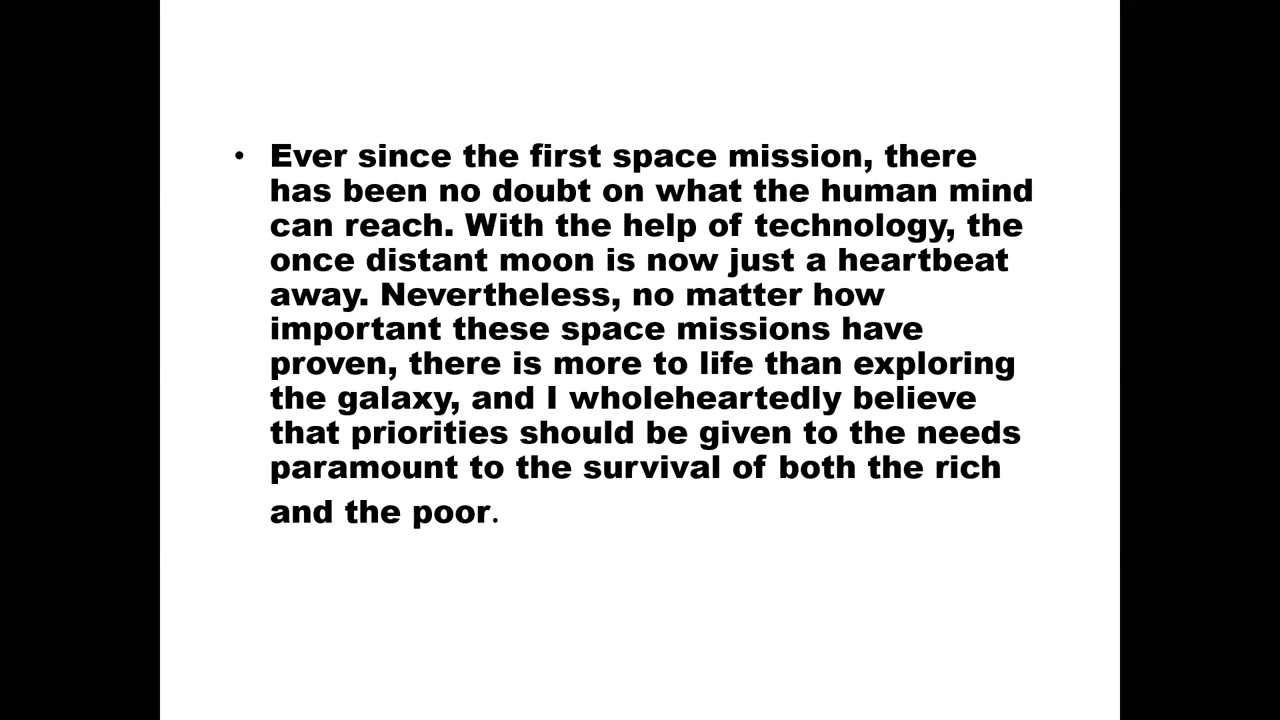 • Ever since the first space mission, there
has been no doubt on what the human mind
can reach. With the help of technology, the
once distant moon is now just a heartbeat
away. Nevertheless, no matter how
important these space missions have
proven, there is more to life than exploring
the galaxy, and I wholeheartedly believe
that priorities should be given to the needs
paramount to the survival of both the rich
and the poor.